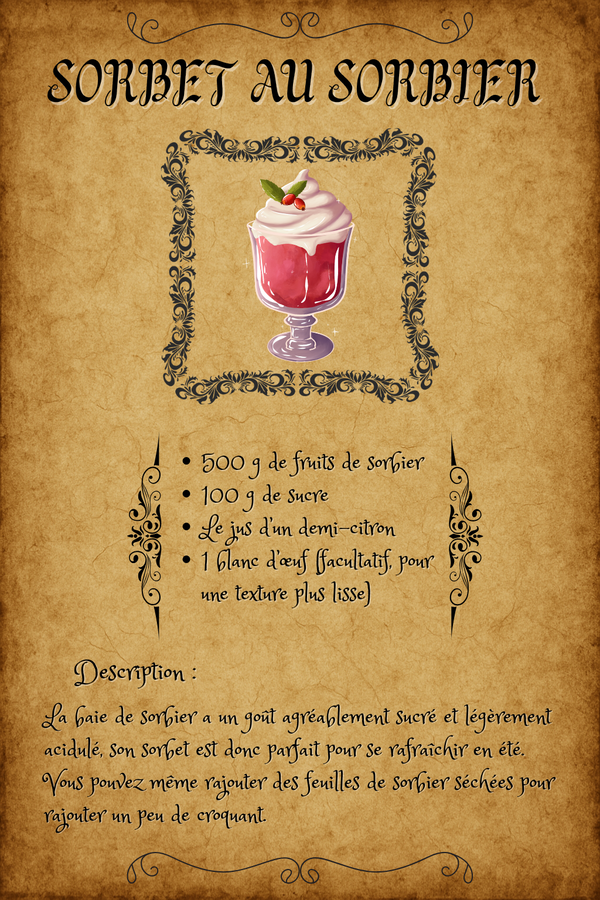 SORBET AU SORBIER
• 500 g de fruits de sorbier
• 100 g de sucre
• Le jus d'un demi-citron
• 1 blanc d'œuf (facultatif, pour
une texture plus lisse)
Description :
La baie de sorbier a un goût agréablement sucré et légèrement
acidulé, son sorbet est donc parfait pour se rafraîchir en été.
Vous pouvez même rajouter des feuilles de sorbier séchées pour
rajouter un peu de croquant.